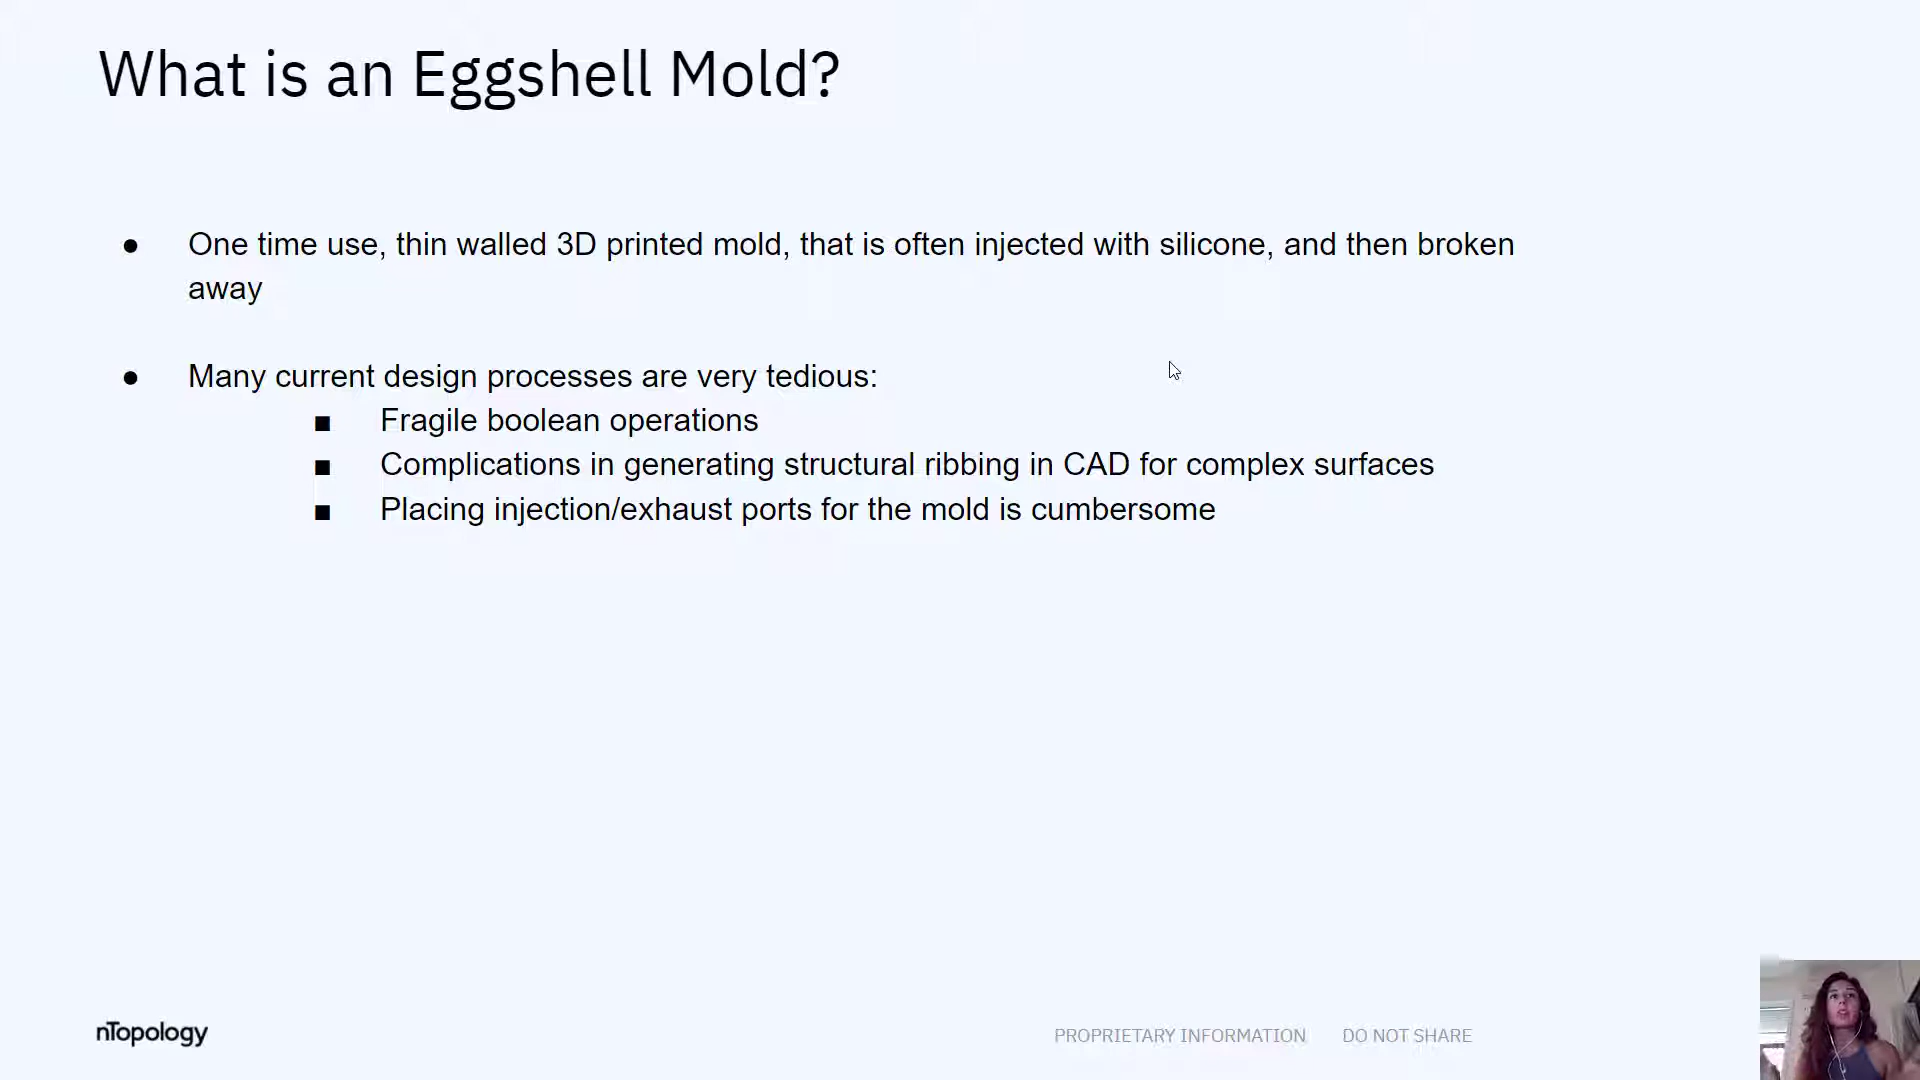 What is an Eggshell Mold?
● One time use, thin walled 3D printed mold, that is often injected with silicone, and then broken
away
● Many current design processes are very tedious:
■ Fragile boolean operations
■ Complications in generating structural ribbing in CAD for complex surfaces
■ Placing injection/exhaust ports for the mold is cumbersome
nTopology
PROPRIETARY INFORMATION DO NOT SHARE